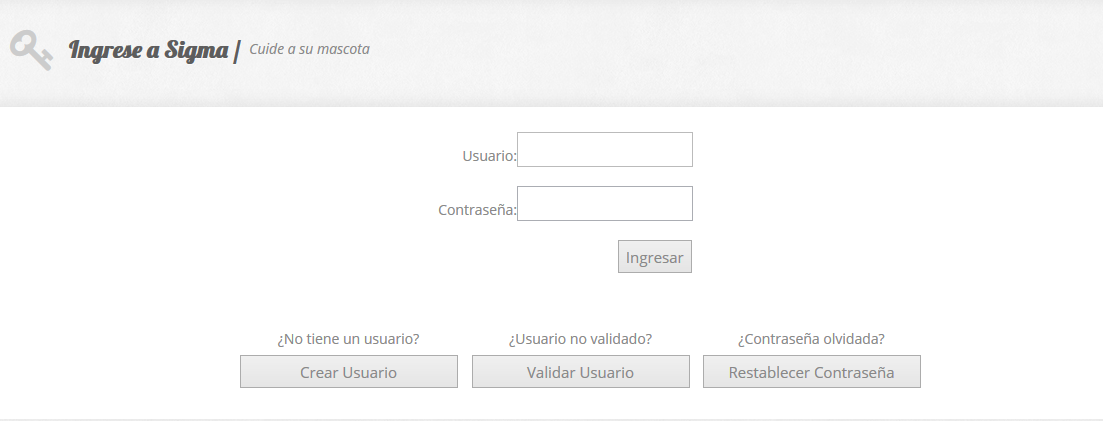 Ingrese a Sigma | Cuide a su mascota
Usuario:
Contraseña:
Ingresar
¿No tiene un usuario? ¿Usuario no validado? ¿Contraseña olvidada?
Crear Usuario Validar Usuario Restablecer Contraseña